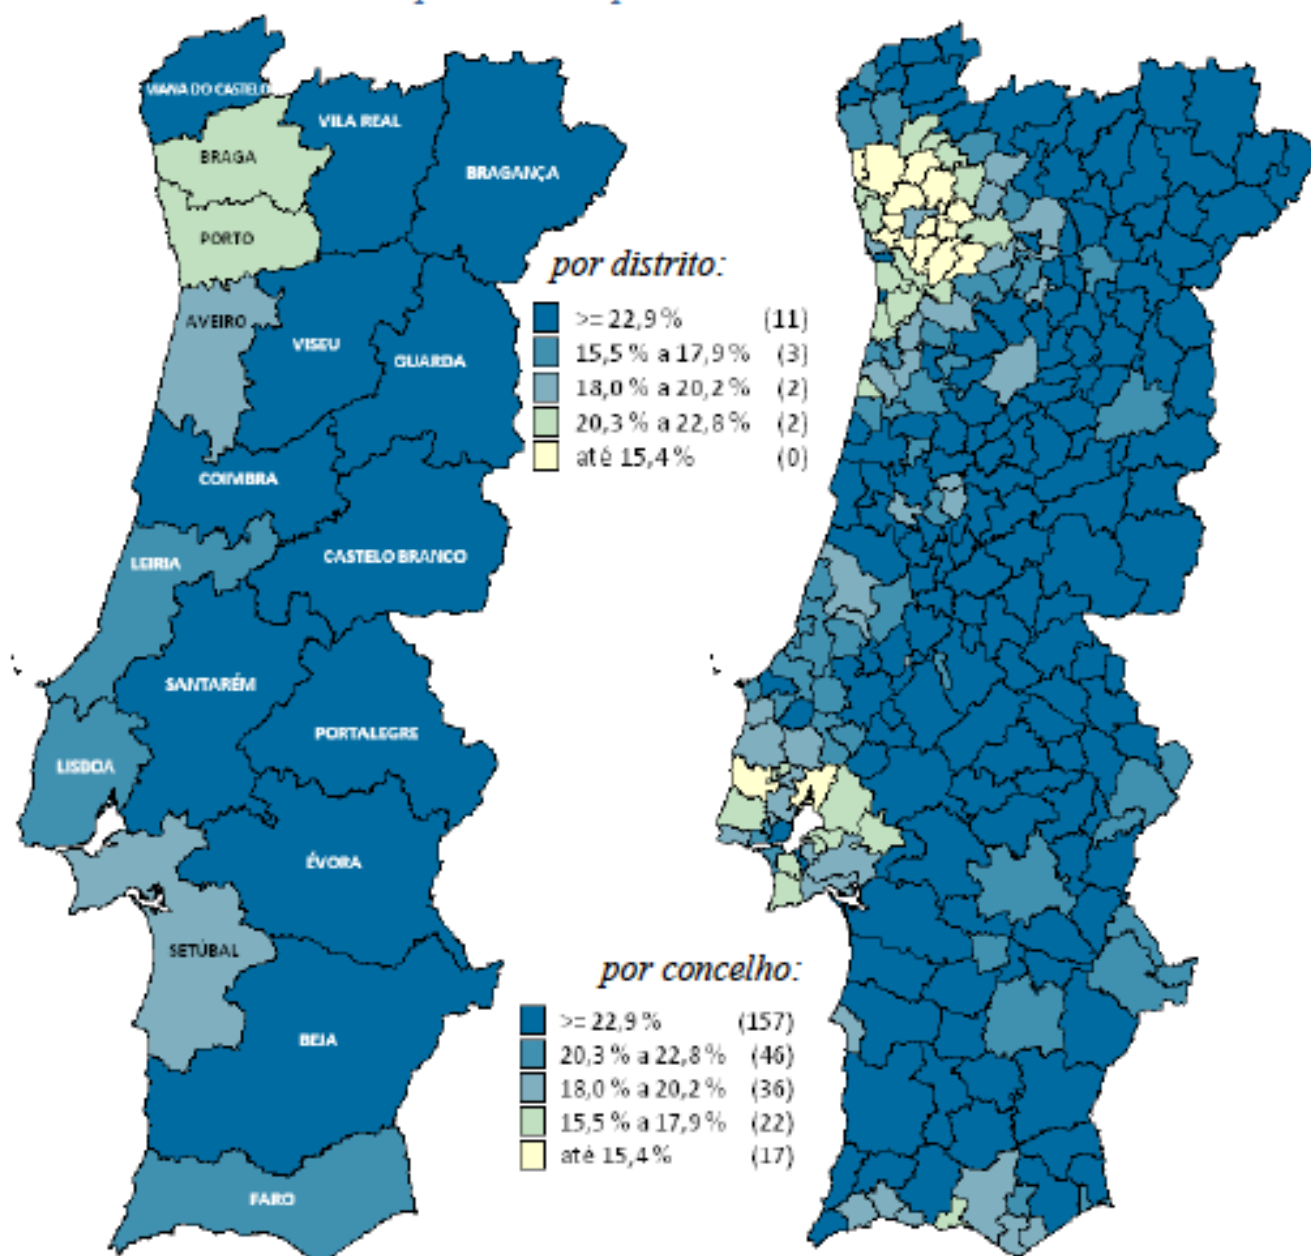 VIANA DO CASTELO
VILA REAL
BRAGA
BRAGANÇA
PORTO
por distrito:
AVEIRO
VISEU
GUARDA
>= 22,9 % (11)
15,5 % a 17,9 % (3)
18,0 % a 20,2 % (2)
20,3 % a 22,8 % (2)
até 15,4 % (0)
COIMBRA
LEIRIA
CASTELO BRANCO
SANTARÉM
PORTALEGRE
LISBOA
ÉVORA
SETÚBAL
BEJA
FARO
por concelho:
>= 22,9 % (157)
20,3 % a 22,8 % (46)
18,0 % a 20,2 % (36)
15,5 % a 17,9 % (22)
até 15,4 % (17)